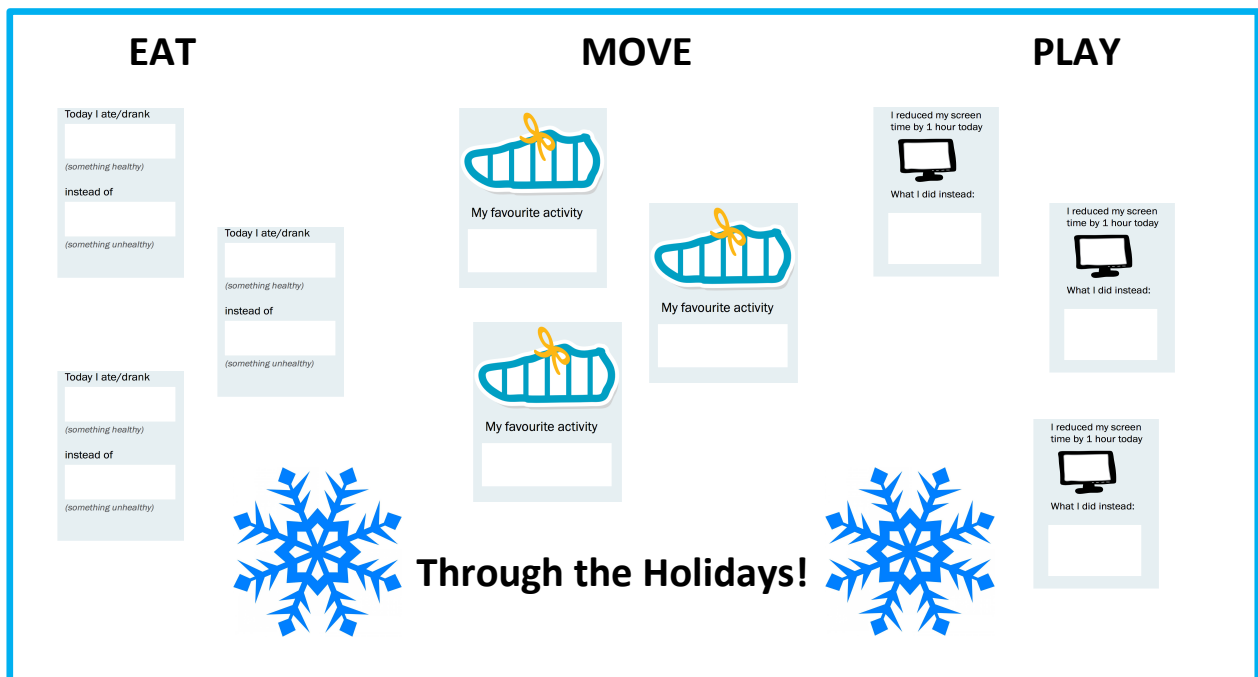 EAT
MOVE
PLAY
Today I ate/drank
(something healthy)
instead of
(something unhealthy)
Today I ate/drank
(something healthy)
instead of
(something unhealthy)
Today I ate/drank
(something healthy)
instead of
(something unhealthy)
My favourite activity
My favourite activity
My favourite activity
I reduced my screen
time by 1 hour today
What I did instead:
I reduced my screen
time by 1 hour today
What I did instead:
I reduced my screen
time by 1 hour today
What I did instead:
Through the Holidays!